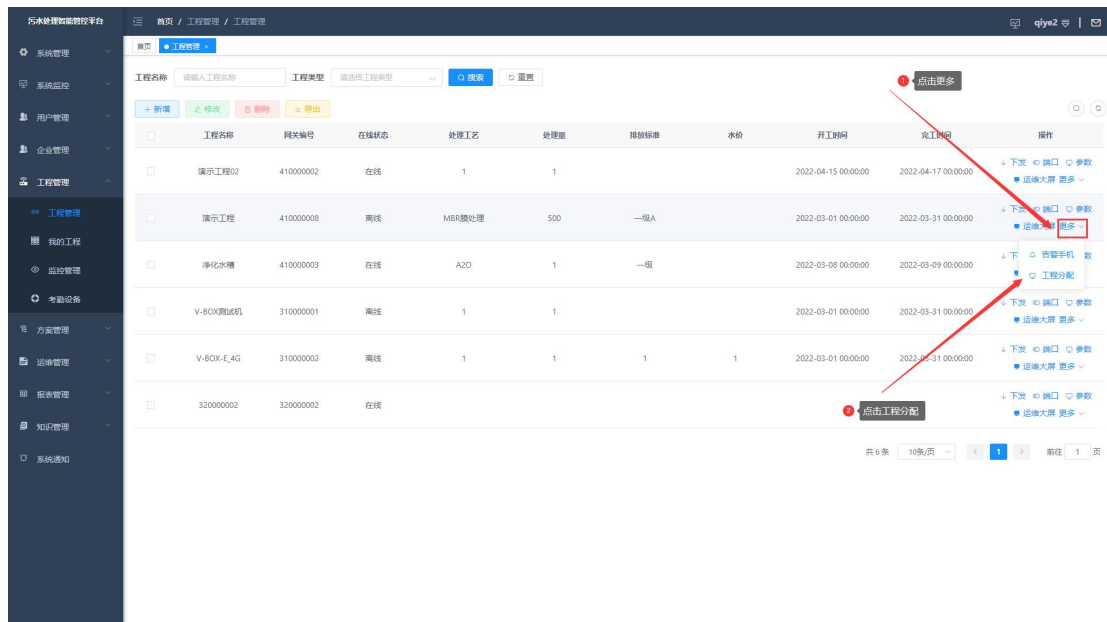 污水处理智能管控平台
首页 / 工程管理 / 工程管理
qiye2
首页 工程管理 ×
系统管理
系统监控
用户管理
企业管理
工程管理
工程管理
我的工程
监控管理
考勤设备
方案管理
运维管理
报表管理
知识管理
系统通知
工程名称 请输入工程名称 工程类型 请选择工程类型 搜索 重置
1 点击更多
+ 新增 修改 删除 导出
工程名称 网关编号 在线状态 处理工艺 处理量 排放标准 水价 开工时间 完工时间 操作
演示工程02 410000002 在线 1 1 2022-04-15 00:00:00 2022-04-17 00:00:00 下发 端口 参数
运维大屏 更多
演示工程 410000008 离线 MBR膜处理 500 一级A 2022-03-01 00:00:00 2022-03-31 00:00:00 下发 端口 参数
运维大屏 更多
净化水槽 410000003 在线 A2O 1 一级 2022-03-08 00:00:00 2022-03-09 00:00:00 下 告警手机 数
工程分配
V-BOX测试机 310000001 离线 1 1 2022-03-01 00:00:00 2022-03-31 00:00:00 下发 端口 参数
运维大屏 更多
V-BOX-E_4G 310000002 离线 1 1 1 1 2022-03-01 00:00:00 2022-03-31 00:00:00 下发 端口 参数
运维大屏 更多
320000002 320000002 在线 下发 端口 参数
运维大屏 更多
2 点击工程分配
共 6 条 10条/页 < 1 > 前往 1 页